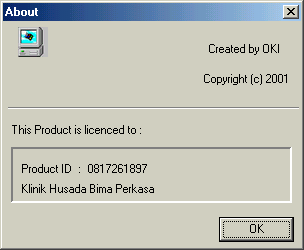 About
Created by OKI
Copyright (c) 2001
This Product is licenced to :
Product ID  :  0817261897
Klinik Husada Bima Perkasa
OK